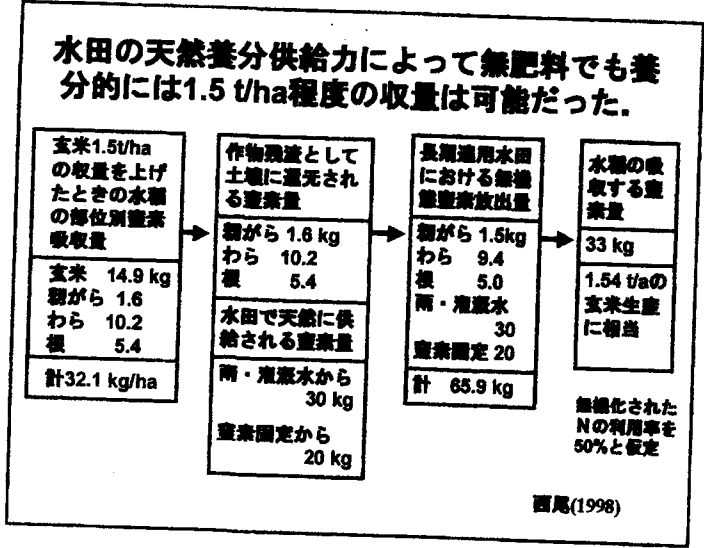 水田の天然養分供給力によって無肥料でも養
分的には1.5 t/ha程度の収量は可能だった.
玄米1.5t/ha
の収量を上げ
たときの水稲
の部位別窒素
吸収量
玄米 14.9 kg
籾がら 1.6
わら 10.2
根 5.4
計32.1 kg/ha
作物残渣として
土壌に還元され
る窒素量
籾がら 1.6 kg
わら 10.2
根 5.4
水田で天然に供
給される窒素量
雨・灌漑水から
30 kg
窒素固定から
20 kg
長期連用水田
における無機
態窒素放出量
籾がら 1.5kg
わら 9.4
根 5.0
雨・灌漑水
30
窒素固定 20
計 65.9 kg
水稲の吸
収する窒
素量
33 kg
1.54 t/aの
玄米生産
に相当
無機化された
Nの利用率を
50%と仮定
西尾(1998)